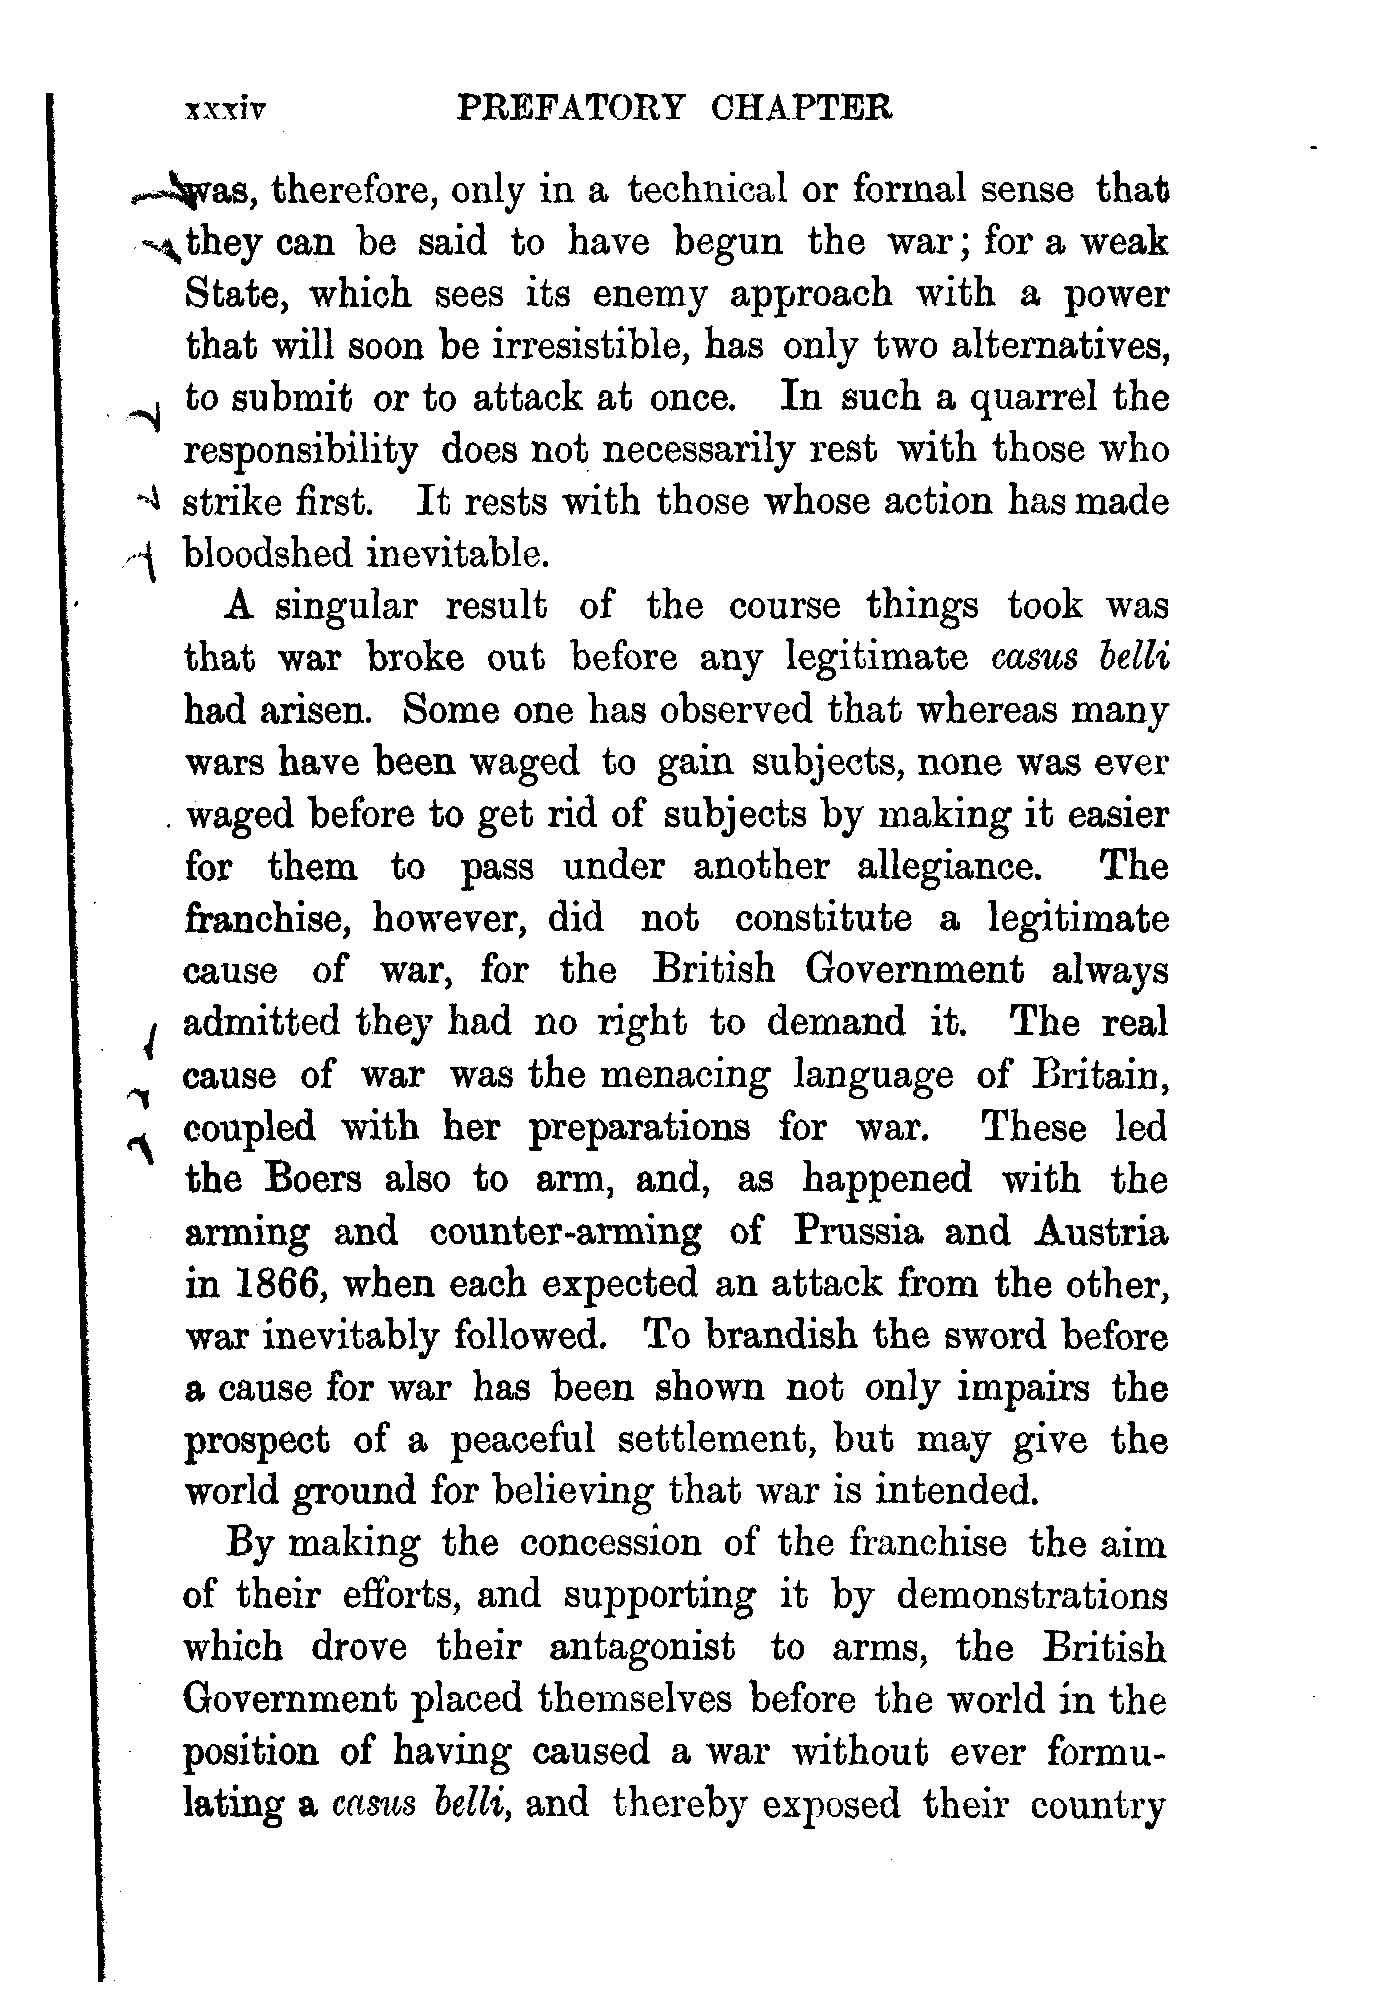 xxxiv PREFATORY CHAPTER
was, therefore, only in a technical or formal sense that
they can be said to have begun the war; for a weak
State, which sees its enemy approach with a power
that will soon be irresistible, has only two alternatives,
to submit or to attack at once. In such a quarrel the
responsibility does not necessarily rest with those who
strike first. It rests with those whose action has made
bloodshed inevitable.
A singular result of the course things took was
that war broke out before any legitimate casus belli
had arisen. Some one has observed that whereas many
wars have been waged to gain subjects, none was ever
waged before to get rid of subjects by making it easier
for them to pass under another allegiance. The
franchise, however, did not constitute a legitimate
cause of war, for the British Government always
admitted they had no right to demand it. The real
cause of war was the menacing language of Britain,
coupled with her preparations for war. These led
the Boers also to arm, and, as happened with the
arming and counter-arming of Prussia and Austria
in 1866, when each expected an attack from the other,
war inevitably followed. To brandish the sword before
a cause for war has been shown not only impairs the
prospect of a peaceful settlement, but may give the
world ground for believing that war is intended.
By making the concession of the franchise the aim
of their efforts, and supporting it by demonstrations
which drove their antagonist to arms, the British
Government placed themselves before the world in the
position of having caused a war without ever formu-
lating a casus belli, and thereby exposed their country